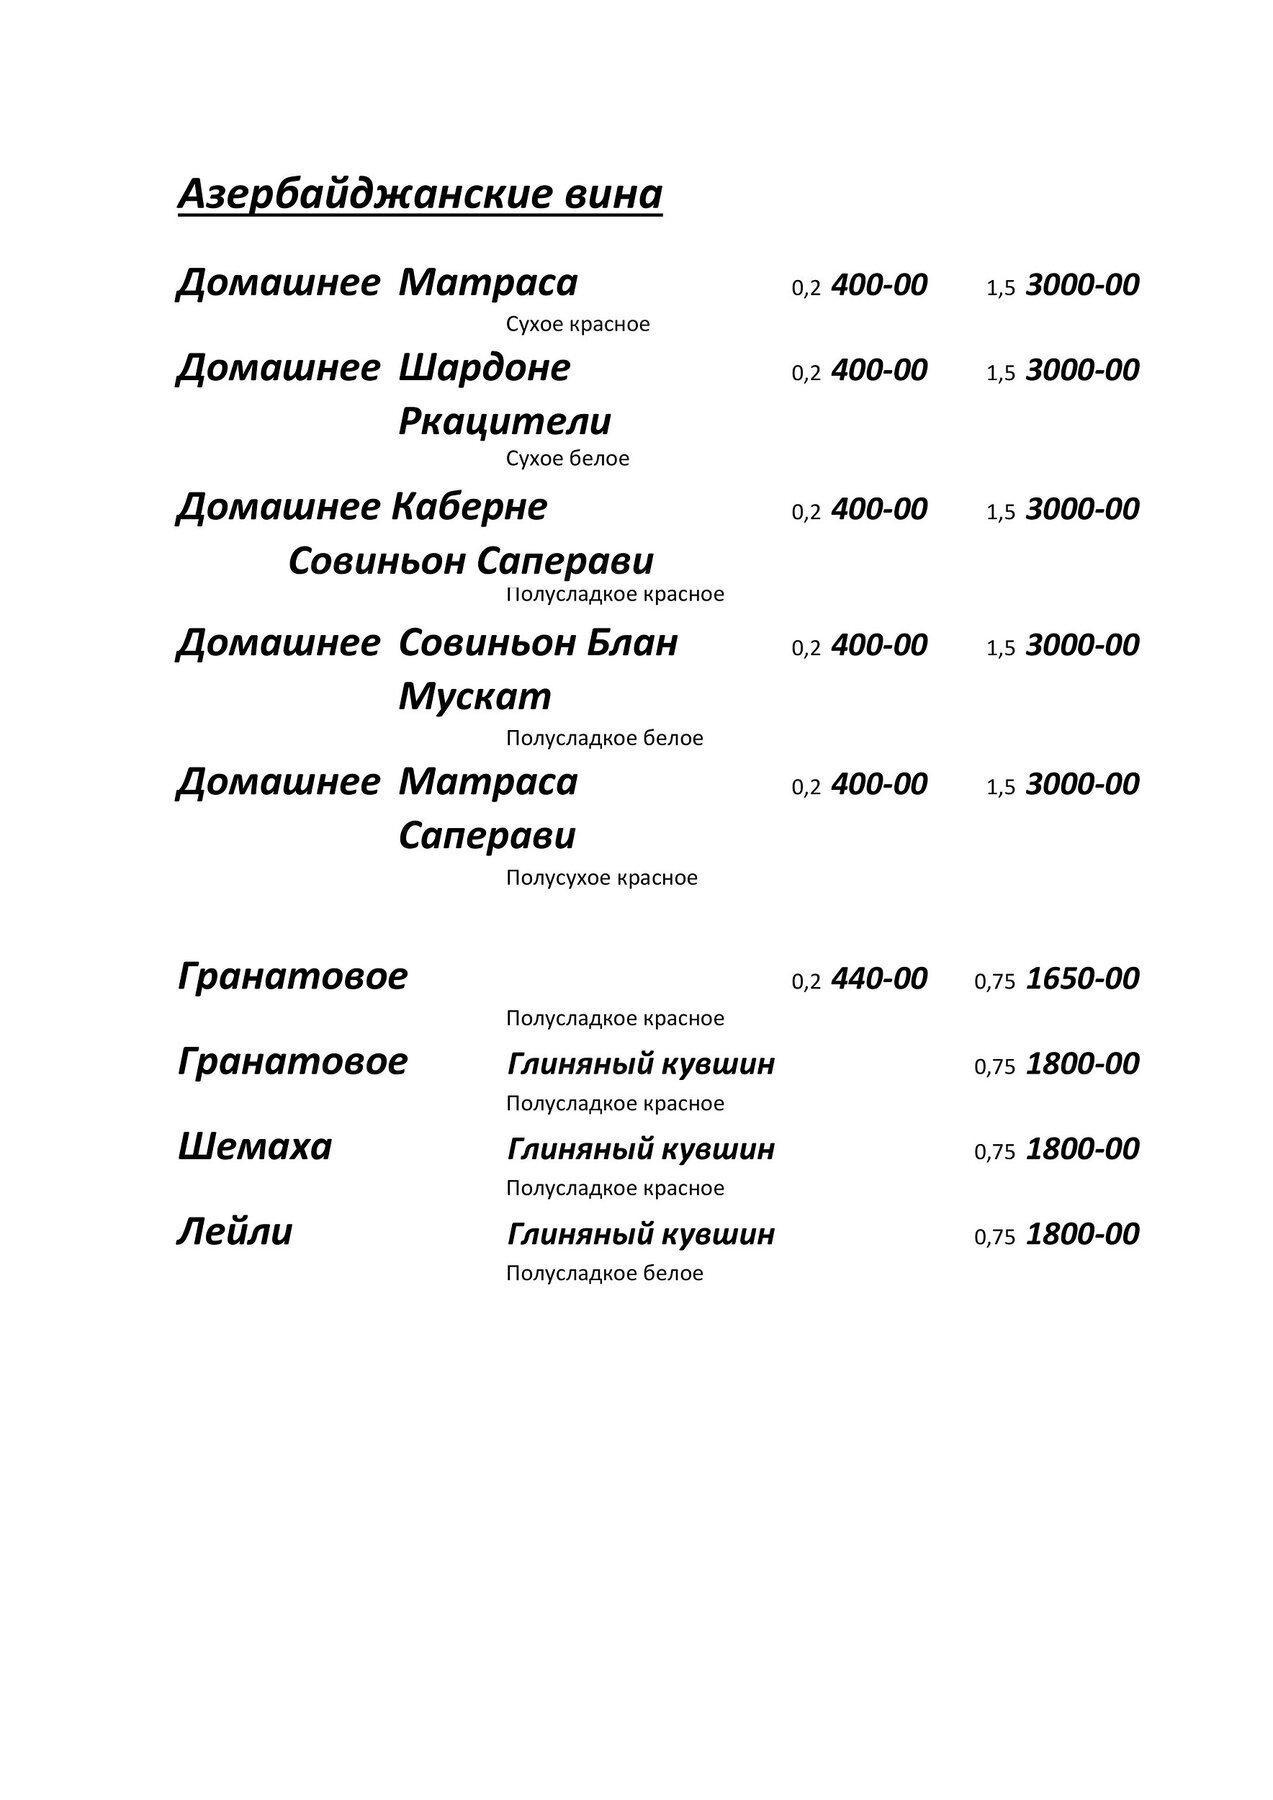 Азербайджанские вина
Домашнее Матраса 0,2 400-00 1,5 3000-00
Сухое красное
Домашнее Шардоне 0,2 400-00 1,5 3000-00
Ркацители
Сухое белое
Домашнее Каберне 0,2 400-00 1,5 3000-00
Совиньон Саперави
Полусладкое красное
Домашнее Совиньон Блан 0,2 400-00 1,5 3000-00
Мускат
Полусладкое белое
Домашнее Матраса 0,2 400-00 1,5 3000-00
Саперави
Полусухое красное
Гранатовое 0,2 440-00 0,75 1650-00
Полусладкое красное
Гранатовое Глиняный кувшин 0,75 1800-00
Полусладкое красное
Шемаха Глиняный кувшин 0,75 1800-00
Полусладкое красное
Лейли Глиняный кувшин 0,75 1800-00
Полусладкое белое